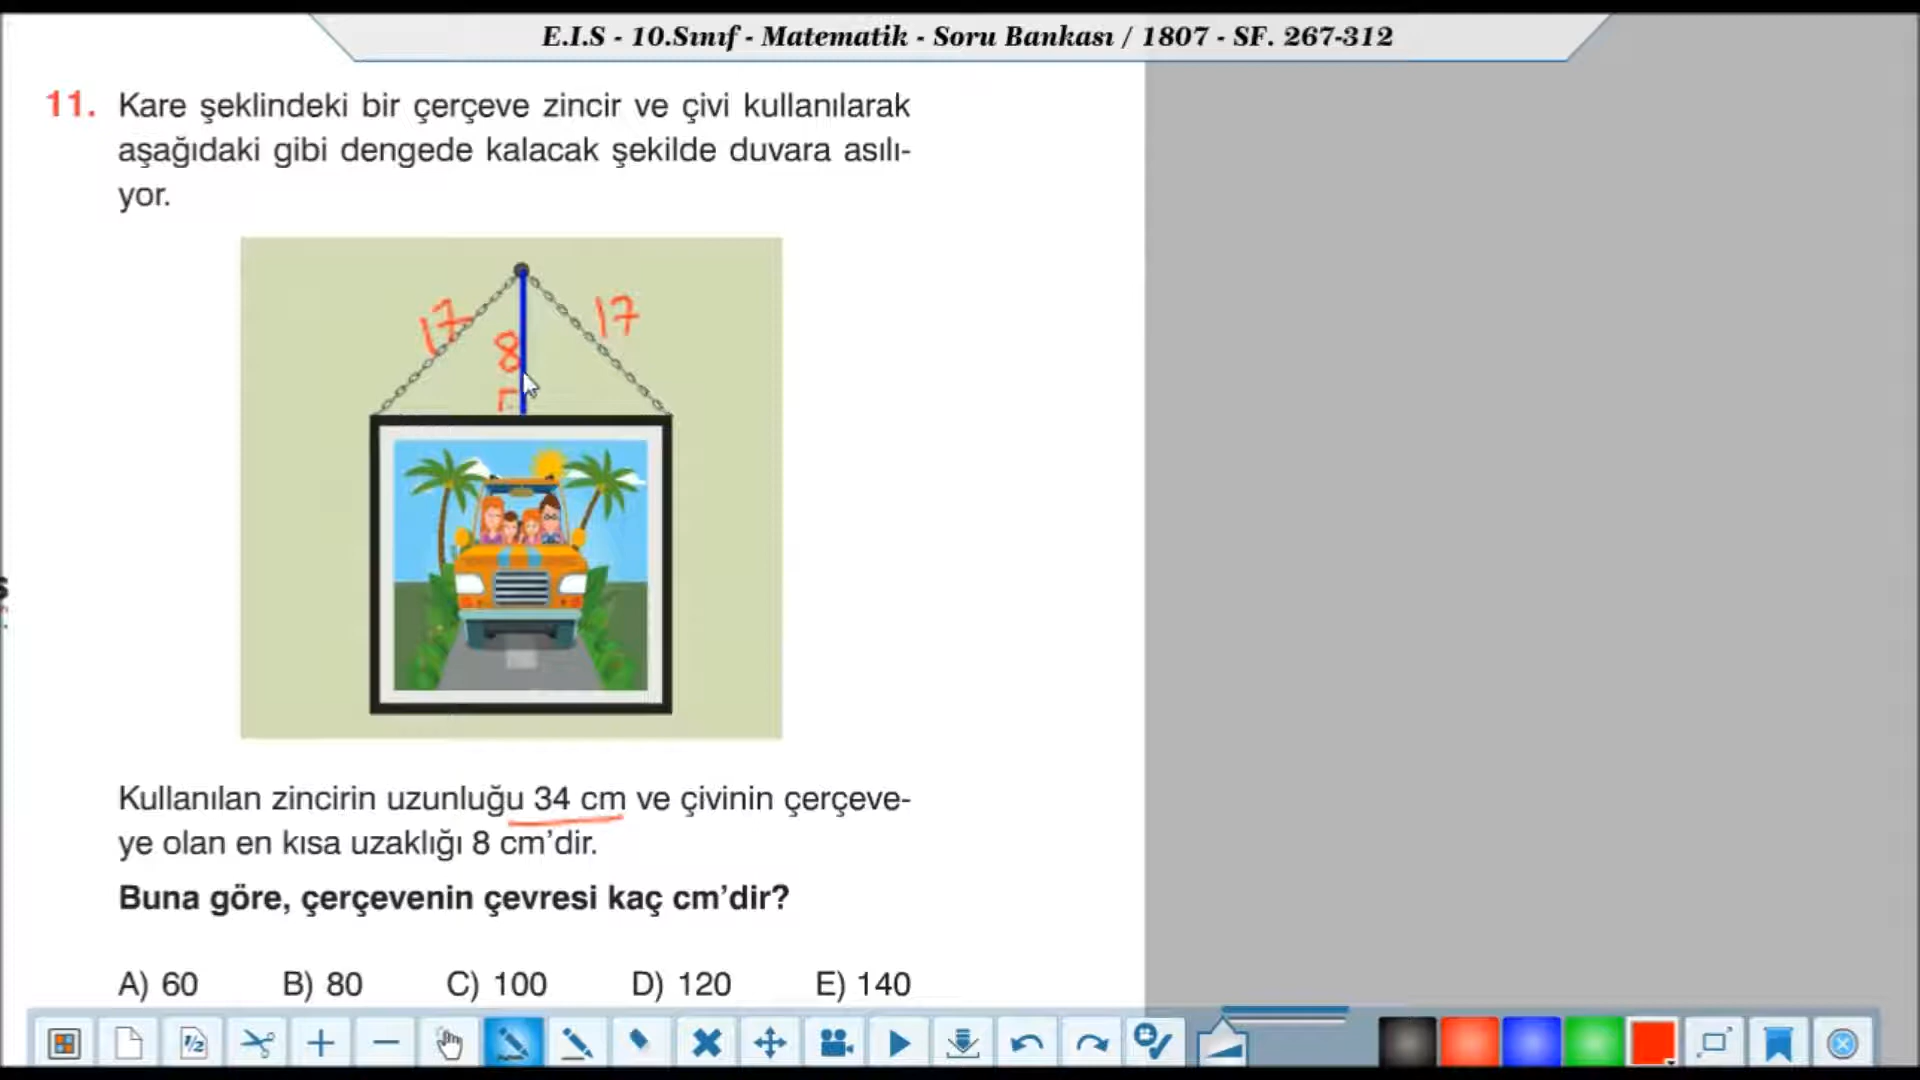 E.I.S - 10.Sınıf - Matematik - Soru Bankası / 1807 - SF. 267-312
11. Kare şeklindeki bir çerçeve zincir ve çivi kullanılarak
aşağıdaki gibi dengede kalacak şekilde duvara asılı-
yor.
17
17
8
Kullanılan zincirin uzunluğu 34 cm ve çivinin çerçeve-
ye olan en kısa uzaklığı 8 cm’dir.
Buna göre, çerçevenin çevresi kaç cm’dir?
A) 60 B) 80 C) 100 D) 120 E) 140
1/2